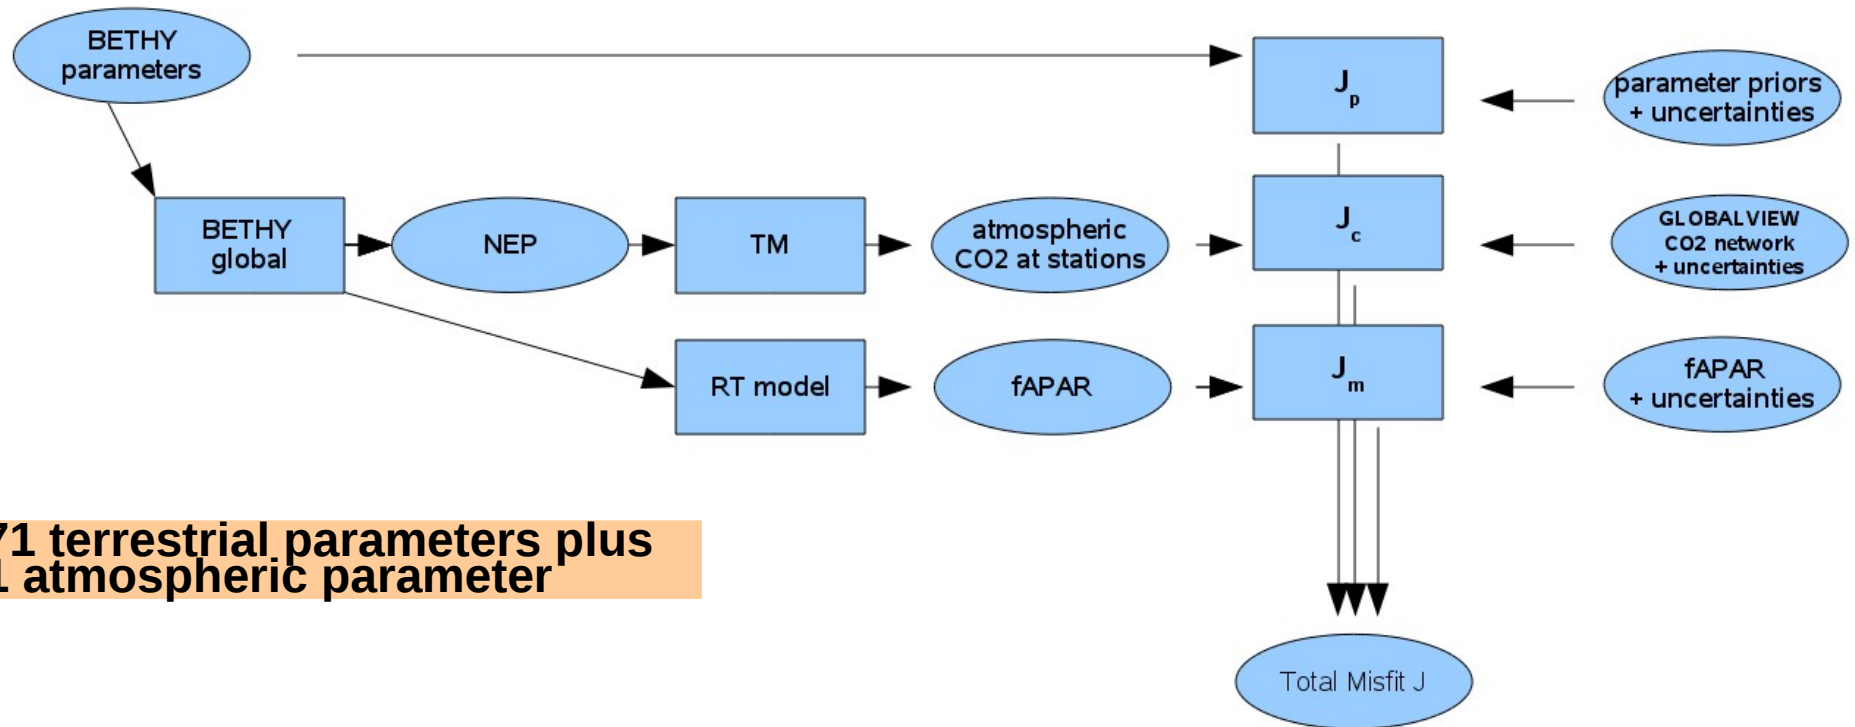 BETHY
parameters
J
p
parameter priors
+ uncertainties
BETHY
global
NEP
TM
atmospheric
CO2 at stations
J
c
GLOBALVIEW
CO2 network
+ uncertainties
RT model
fAPAR
J
m
fAPAR
+ uncertainties
71 terrestrial parameters plus
1 atmospheric parameter
Total Misfit J